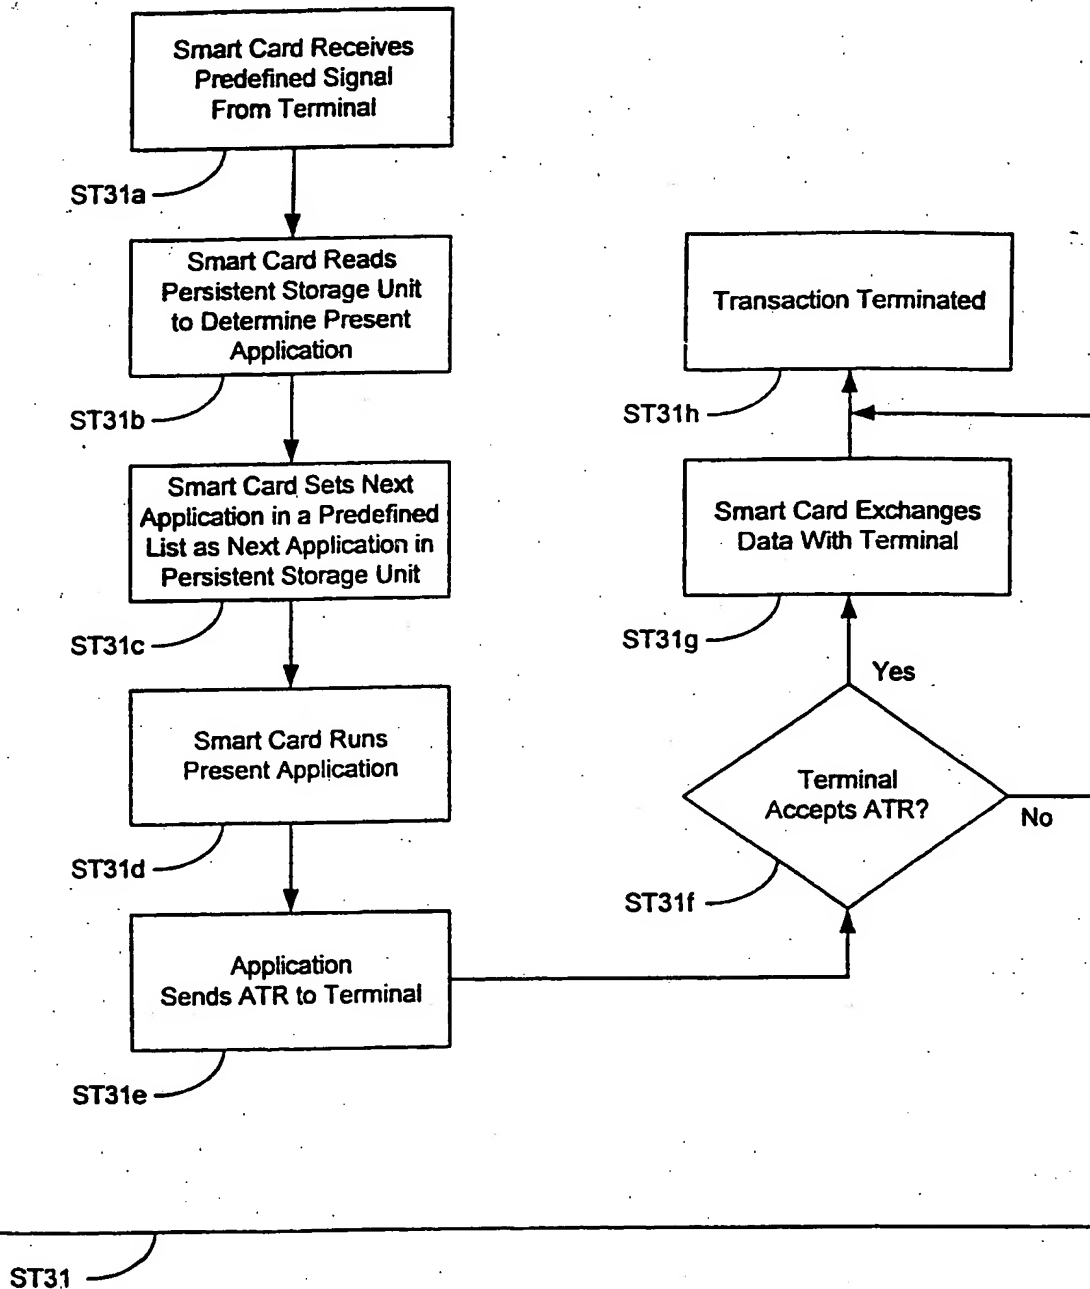 Smart Card Receives
Predefined Signal
From Terminal
ST31a
Smart Card Reads
Persistent Storage Unit
to Determine Present
Application
ST31b
Smart Card Sets Next
Application in a Predefined
List as Next Application in
Persistent Storage Unit
ST31c
Smart Card Runs
Present Application
ST31d
Application
Sends ATR to Terminal
ST31e
Transaction Terminated
ST31h
Smart Card Exchanges
Data With Terminal
ST31g
Yes
Terminal
Accepts ATR?
No
ST31f
ST31